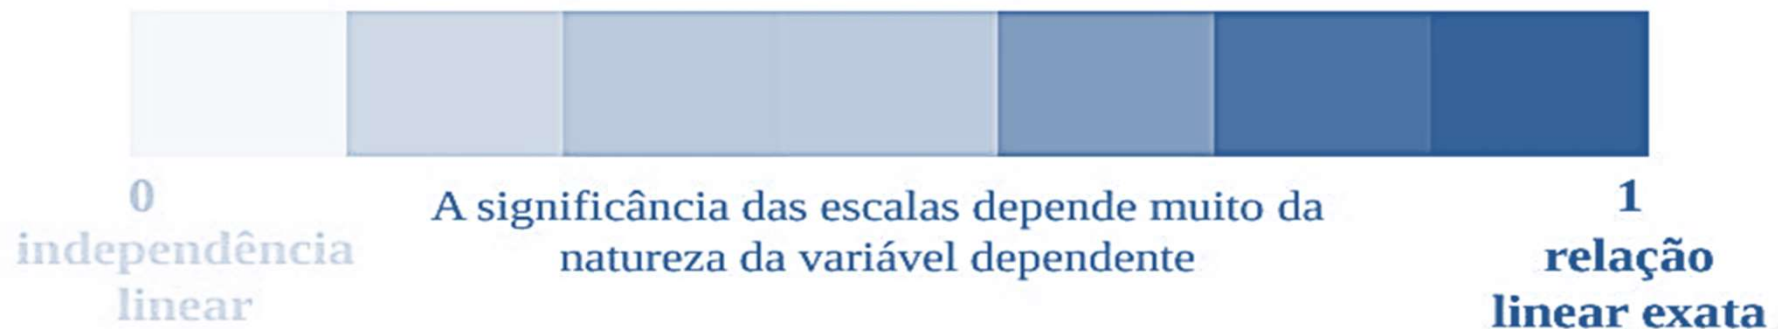 0
independência
linear
A significância das escalas depende muito da
natureza da variável dependente
1
relação
linear exata